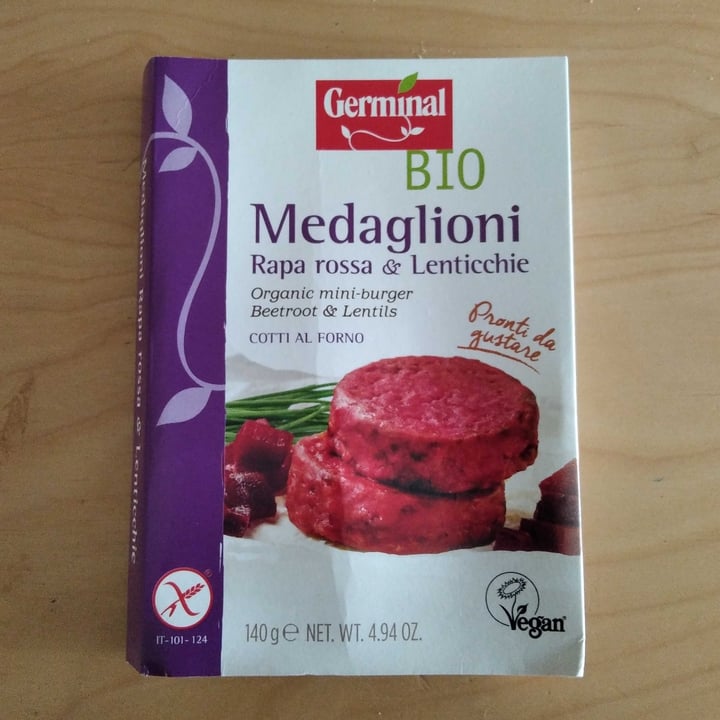 Germinal
BIO
Medaglioni
Rapa rossa & Lenticchie
Organic mini-burger
Beetroot & Lentils
COTTI AL FORNO
Pronti da
gustare
Medaglioni Rapa rossa & Lenticchie
®
IT-101-124
140 g e NET. WT. 4.94 OZ.
Vegan